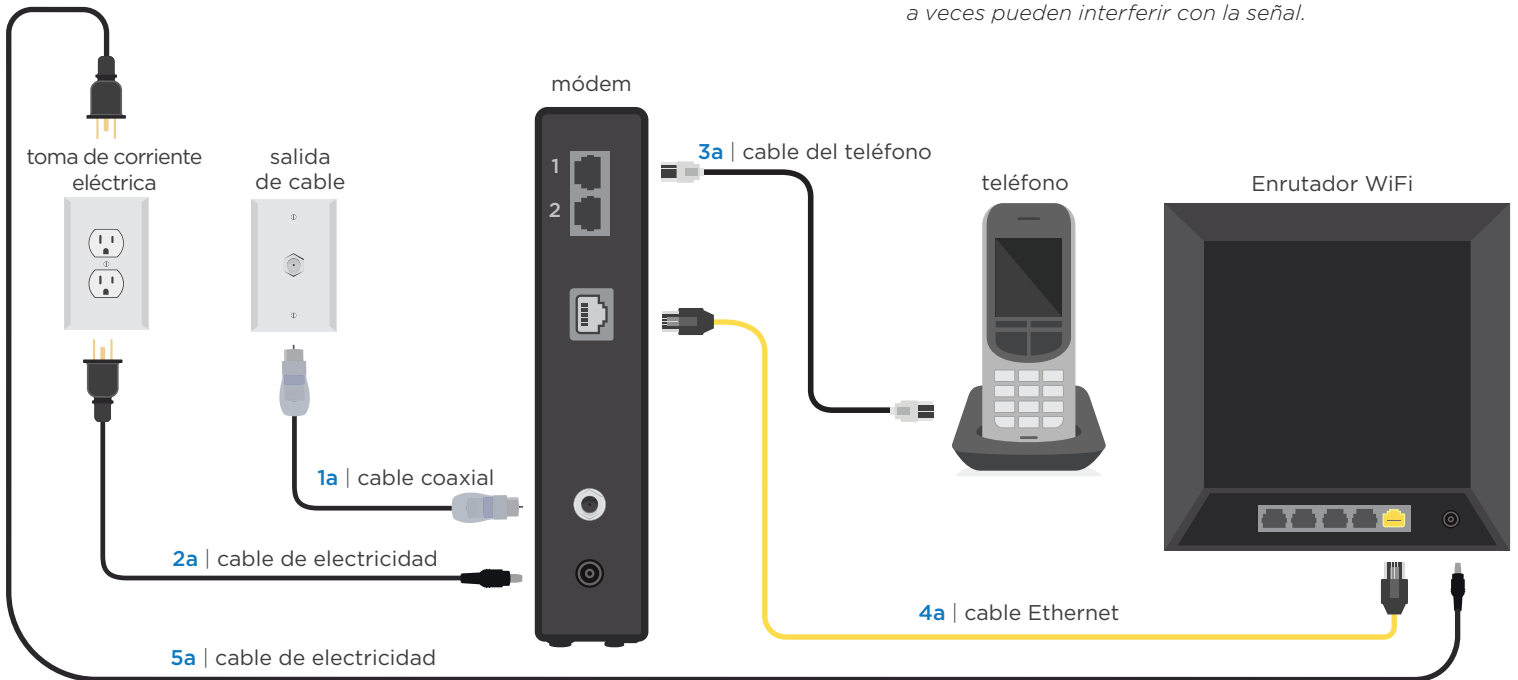 a veces pueden interferir con la señal.
módem
toma de corriente
eléctrica
salida
de cable
1
2
3a | cable del teléfono
teléfono
Enrutador WiFi
1a | cable coaxial
2a | cable de electricidad
4a | cable Ethernet
5a | cable de electricidad